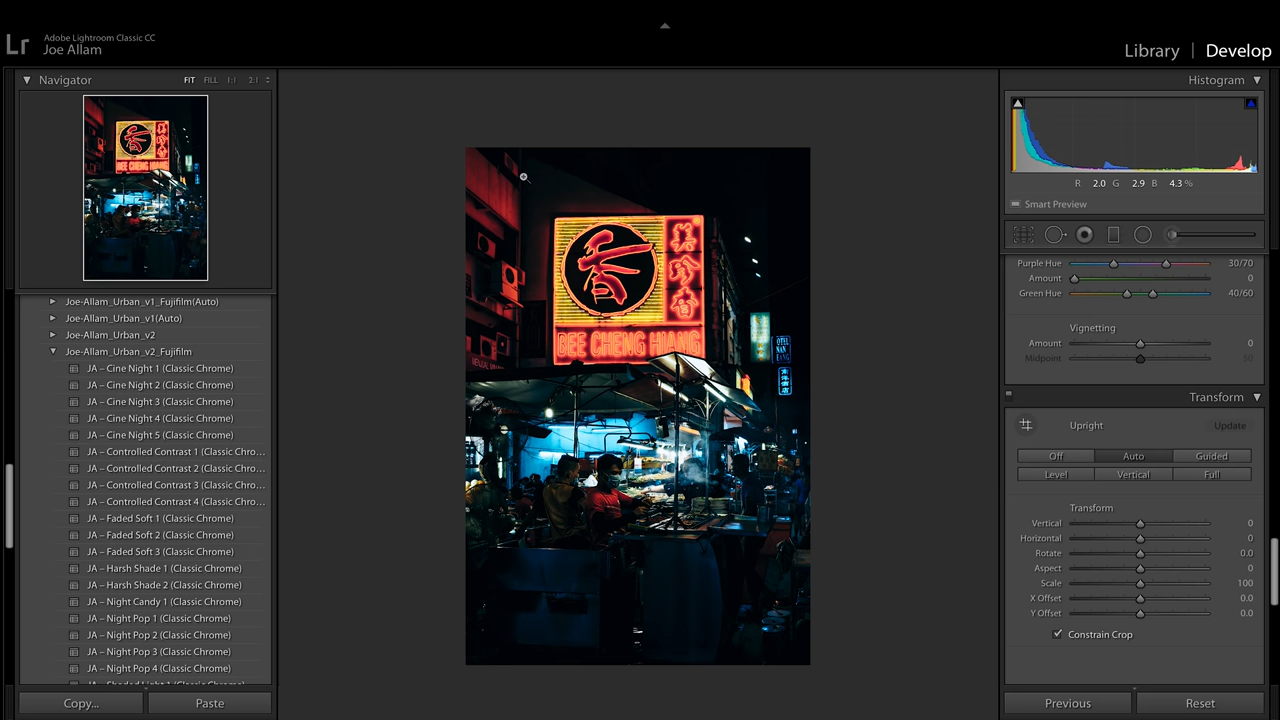 Adobe Lightroom Classic CC
Joe Allam
Library | Develop
Navigator
FIT FILL 1:1 2:1
Histogram
R 2.0 G 2.9 B 4.3 %
Smart Preview
Joe-Allam_Urban_v1_Fujifilm(Auto)
Joe-Allam_Urban_v1(Auto)
Joe-Allam_Urban_v2
Joe-Allam_Urban_v2_Fujifilm
JA – Cine Night 1 (Classic Chrome)
JA – Cine Night 2 (Classic Chrome)
JA – Cine Night 3 (Classic Chrome)
JA – Cine Night 4 (Classic Chrome)
JA – Cine Night 5 (Classic Chrome)
JA – Controlled Contrast 1 (Classic Chro...
JA – Controlled Contrast 2 (Classic Chro...
JA – Controlled Contrast 3 (Classic Chro...
JA – Controlled Contrast 4 (Classic Chro...
JA – Faded Soft 1 (Classic Chrome)
JA – Faded Soft 2 (Classic Chrome)
JA – Faded Soft 3 (Classic Chrome)
JA – Harsh Shade 1 (Classic Chrome)
JA – Harsh Shade 2 (Classic Chrome)
JA – Night Candy 1 (Classic Chrome)
JA – Night Pop 1 (Classic Chrome)
JA – Night Pop 2 (Classic Chrome)
JA – Night Pop 3 (Classic Chrome)
JA – Night Pop 4 (Classic Chrome)
Copy...
Paste
香
美珍香
BEE CHENG HIANG
Purple Hue 30/70
Amount 0
Green Hue 40/60
Vignetting
Amount 0
Midpoint 50
Transform
Upright Update
Off Auto Guided
Level Vertical Full
Transform
Vertical 0
Horizontal 0
Rotate 0.0
Aspect 0
Scale 100
X Offset 0.0
Y Offset 0.0
Constrain Crop
Previous
Reset
Lr